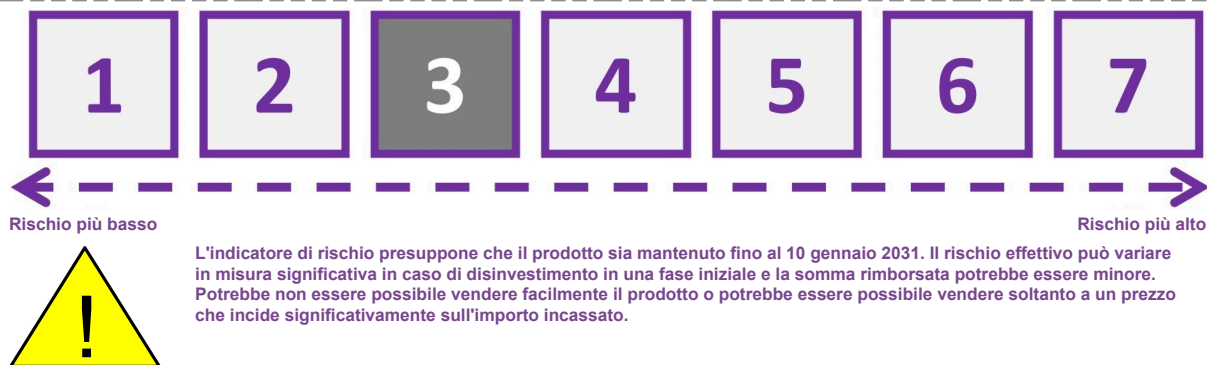 1 2 3 4 5 6 7
Rischio più basso Rischio più alto
L'indicatore di rischio presuppone che il prodotto sia mantenuto fino al 10 gennaio 2031. Il rischio effettivo può variare
in misura significativa in caso di disinvestimento in una fase iniziale e la somma rimborsata potrebbe essere minore.
Potrebbe non essere possibile vendere facilmente il prodotto o potrebbe essere possibile vendere soltanto a un prezzo
che incide significativamente sull'importo incassato.
!